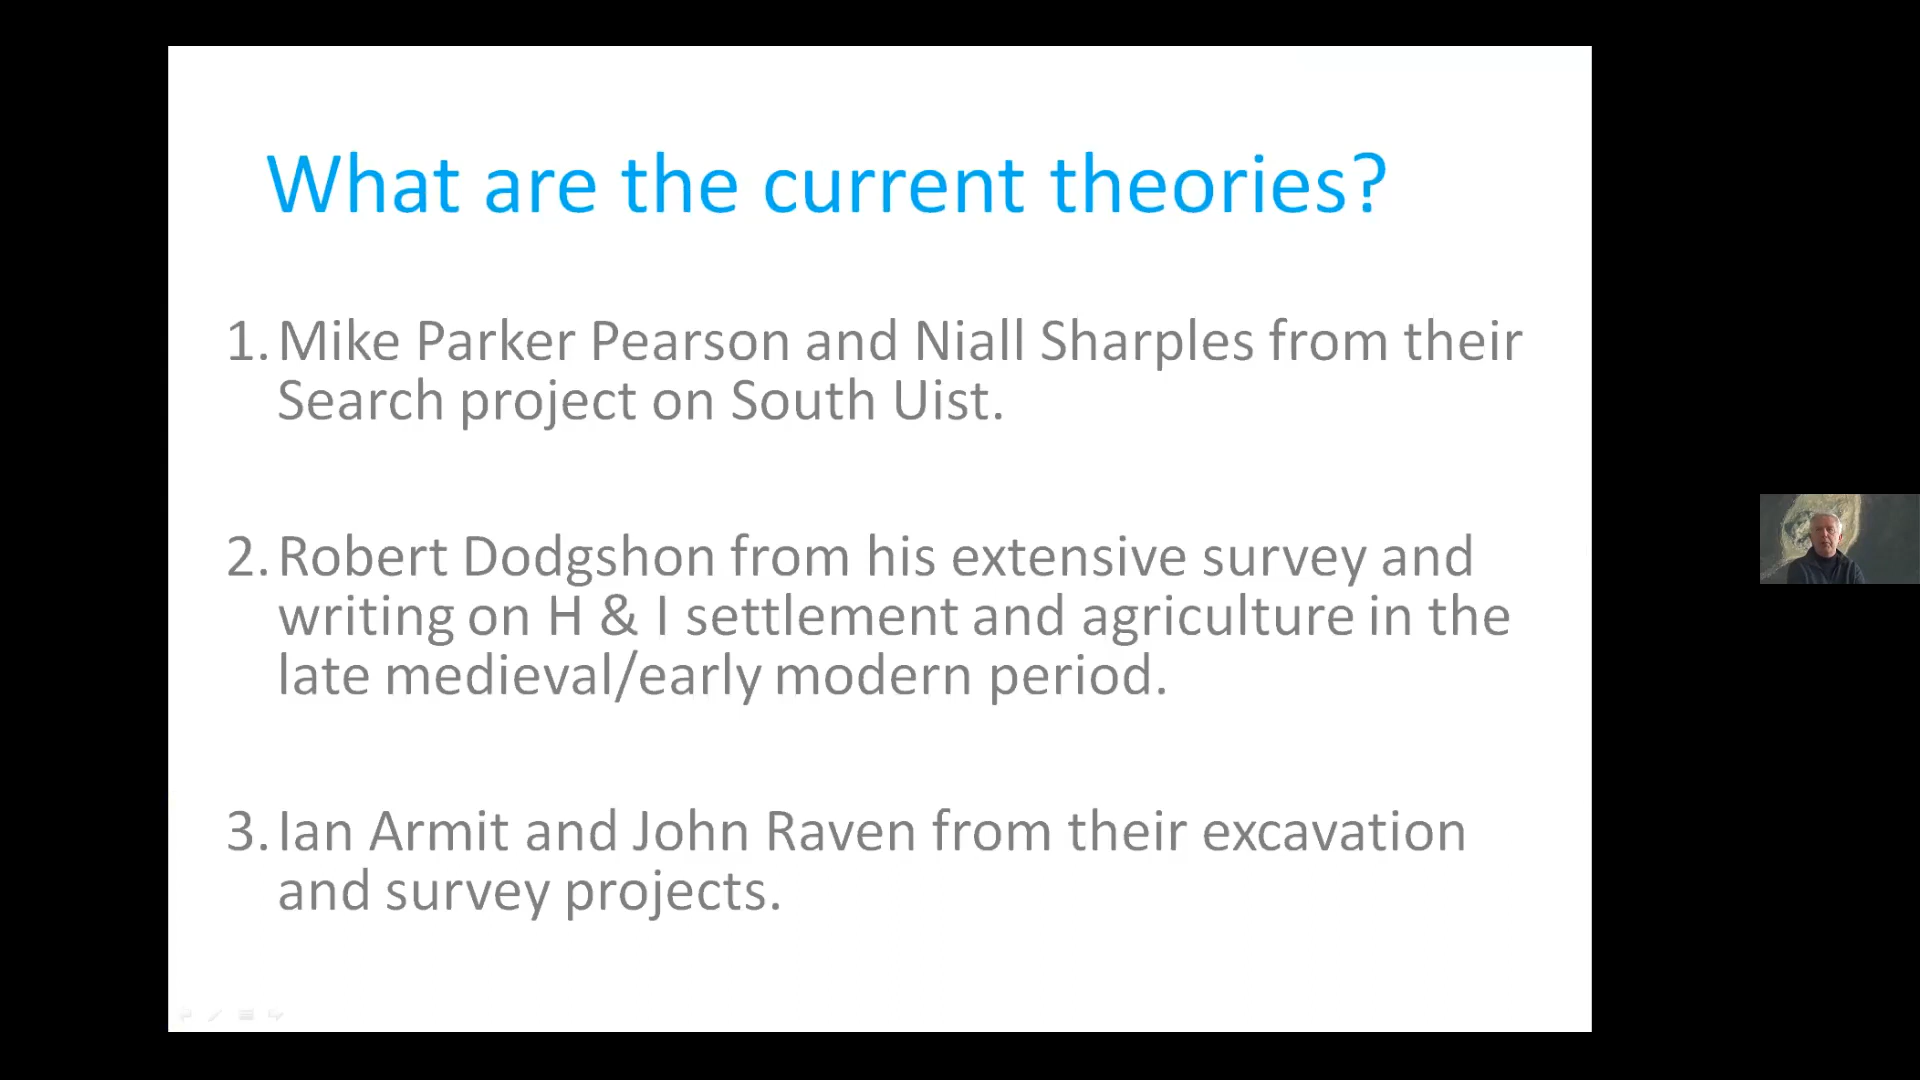 What are the current theories?
1. Mike Parker Pearson and Niall Sharples from their
Search project on South Uist.
2. Robert Dodgshon from his extensive survey and
writing on H & I settlement and agriculture in the
late medieval/early modern period.
3. Ian Armit and John Raven from their excavation
and survey projects.